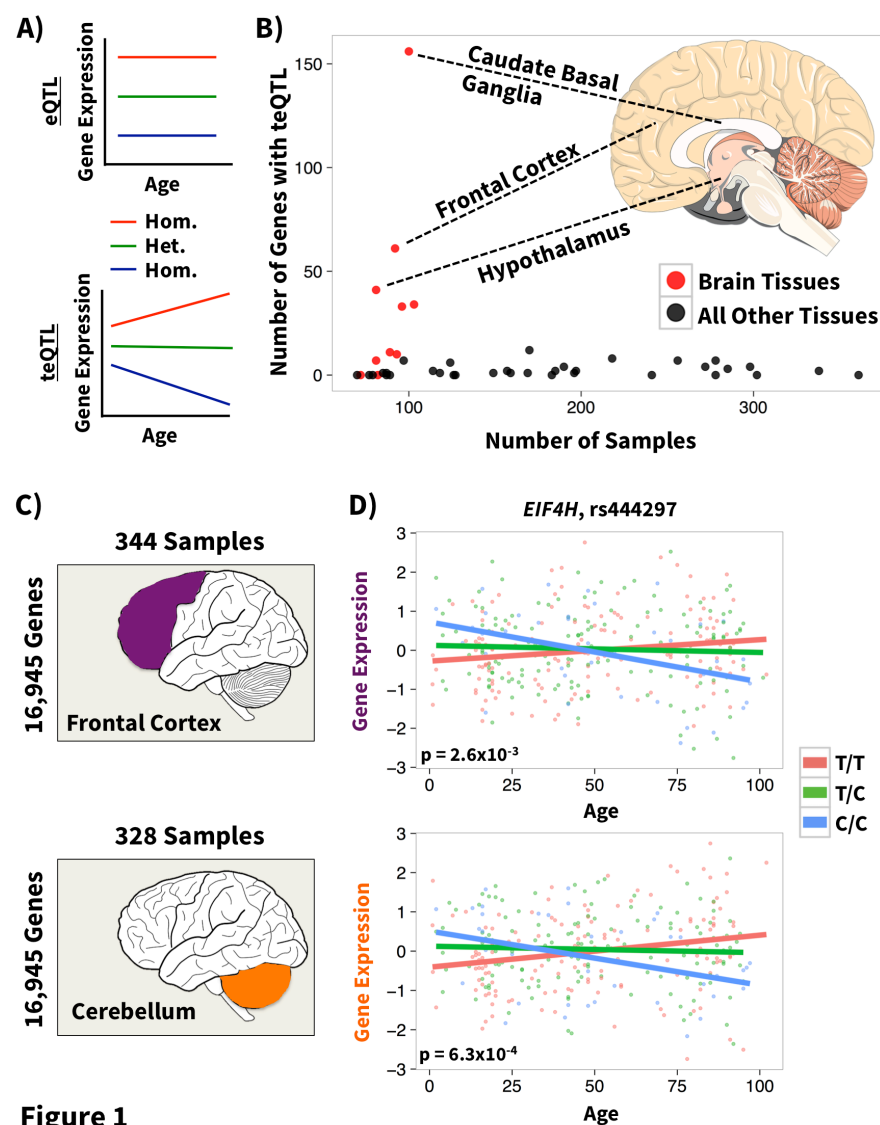 A)
eQTL
Gene Expression
Age
Hom.
Het.
Hom.
teQTL
Gene Expression
Age
B)
Number of Genes with teQTL
150
100
50
0
100
200
300
Number of Samples
Caudate Basal
Ganglia
Frontal Cortex
Hypothalamus
Brain Tissues
All Other Tissues
C)
344 Samples
16,945 Genes
Frontal Cortex
328 Samples
16,945 Genes
Cerebellum
D)
EIF4H, rs444297
Gene Expression
3
2
1
0
−1
−2
−3
p = 2.6x10⁻³
0
25
50
75
100
Age
T/T
T/C
C/C
Gene Expression
3
2
1
0
−1
−2
−3
p = 6.3x10⁻⁴
0
25
50
75
100
Age
Figure 1